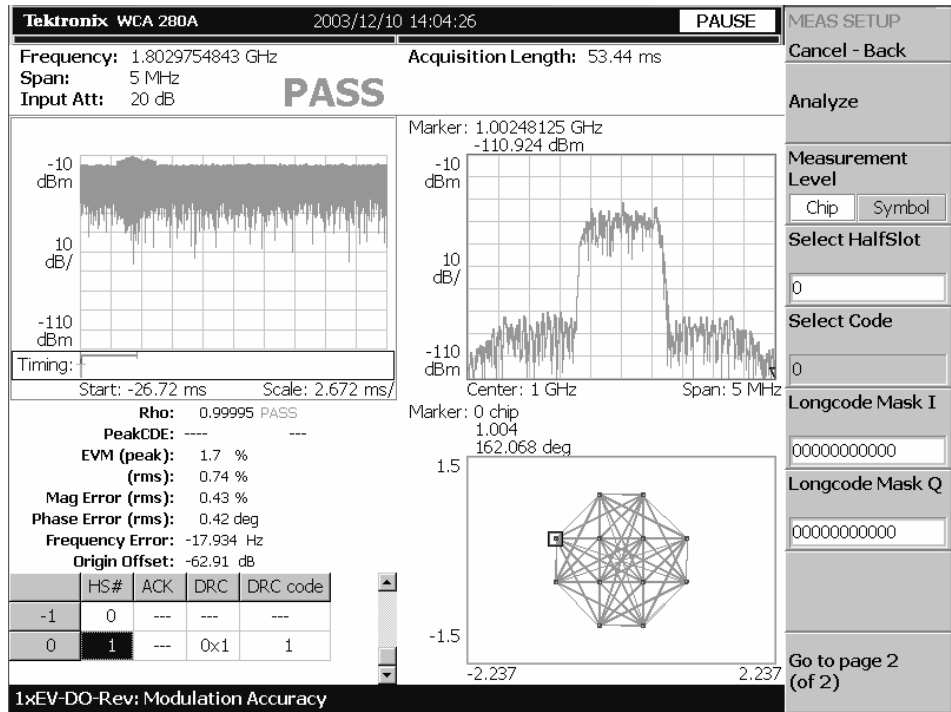 Tektronix WCA 280A 2003/12/10 14:04:26 PAUSE
Frequency: 1.8029754843 GHz
Span: 5 MHz
Input Att: 20 dB
PASS
Acquisition Length: 53.44 ms
-10
dBm
10
dB/
-110
dBm
Timing:
Start: -26.72 ms Scale: 2.672 ms/
Marker: 1.00248125 GHz
-110.924 dBm
-10
dBm
10
dB/
-110
dBm
Center: 1 GHz Span: 5 MHz
Rho: 0.99995 PASS
PeakCDE: ---- ---
EVM (peak): 1.7 %
(rms): 0.74 %
Mag Error (rms): 0.43 %
Phase Error (rms): 0.42 deg
Frequency Error: -17.934 Hz
Origin Offset: -62.91 dB
HS# ACK DRC DRC code
-1 0 --- --- ---
0 1 --- 0x1 1
Marker: 0 chip
1.004
162.068 deg
1.5
-1.5
-2.237 2.237
1xEV-DO-Rev: Modulation Accuracy
MEAS SETUP
Cancel - Back
Analyze
Measurement
Level
Chip Symbol
Select HalfSlot
0
Select Code
0
Longcode Mask I
00000000000
Longcode Mask Q
00000000000
Go to page 2
(of 2)